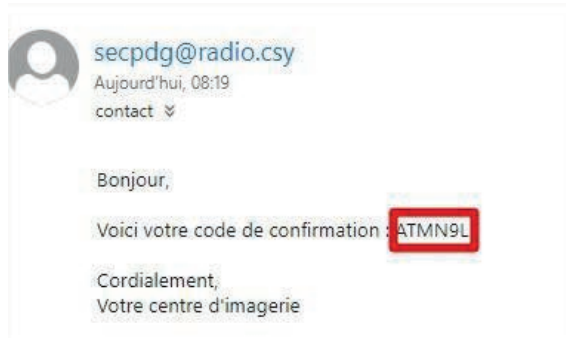 secpdg@radio.csy
Aujourd'hui, 08:19
contact
Bonjour,
Voici votre code de confirmation : ATMN9L
Cordialement,
Votre centre d'imagerie